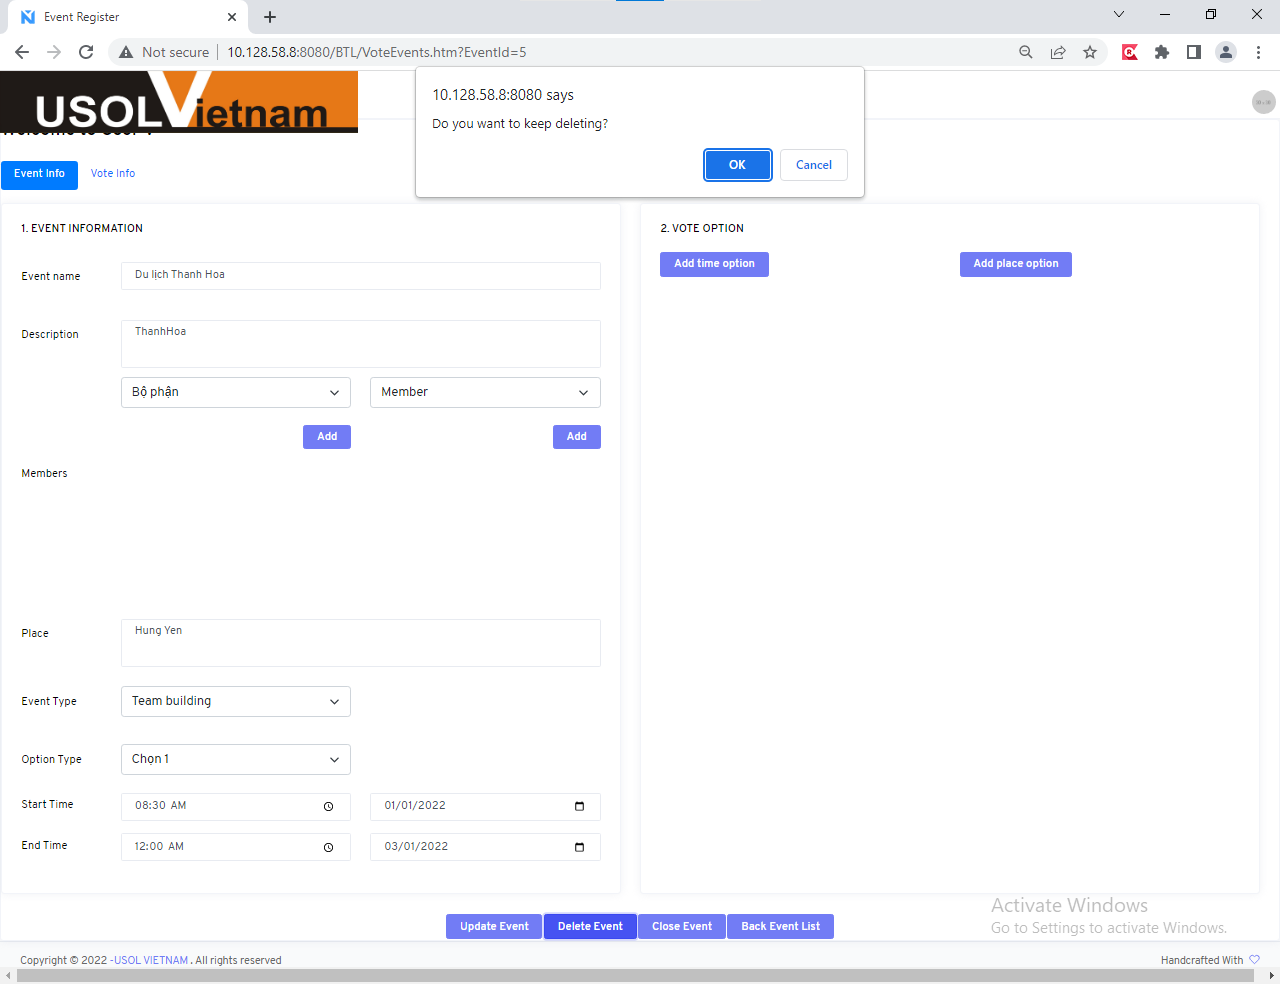 Event Register
Not secure
10.128.58.8:8080/BTL/VoteEvents.htm?EventId=5
USOL Vietnam
10.128.58.8:8080 says
Do you want to keep deleting?
OK
Cancel
Event Info
Vote Info
1. EVENT INFORMATION
Event name
Du lịch Thanh Hoa
Description
ThanhHoa
Bộ phận
Member
Add
Add
Members
Place
Hung Yen
Event Type
Team building
Option Type
Chọn 1
Start Time
08:30 AM
01/01/2022
End Time
12:00 AM
03/01/2022
2. VOTE OPTION
Add time option
Add place option
Update Event
Delete Event
Close Event
Back Event List
Activate Windows
Go to Settings to activate Windows.
Copyright © 2022 -USOL VIETNAM . All rights reserved
Handcrafted With